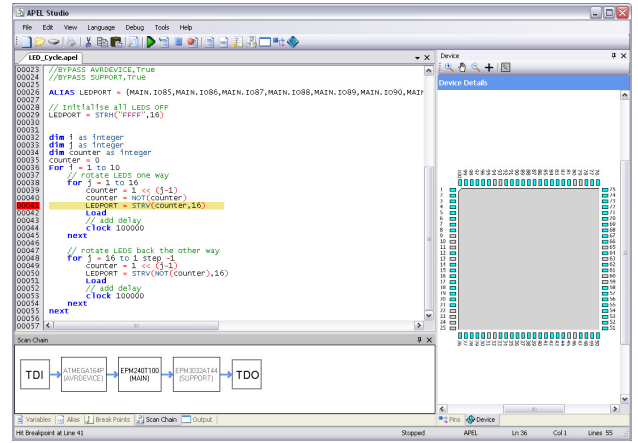 APEL Studio
File Edit View Language Debug Tools Help
LED_Cycle.apel
Device
Device Details
00023 //BYPASS AVRDEVICE,True
00024 //BYPASS SUPPORT,True
00025
00026 ALIAS LEDPORT = {MAIN.IO85,MAIN.IO86,MAIN.IO87,MAIN.IO88,MAIN.IO89,MAIN.IO90,MAIN
00027
00028 // Initialise all LEDS OFF
00029 LEDPORT = STRH("FFFF",16)
00030
00031
00032 dim i as integer
00033 dim j as integer
00034 dim counter as integer
00035 counter = 0
00036 For i = 1 to 10
00037 // rotate LEDS one way
00038 for j = 1 to 16
00039 counter = 1 << (j-1)
00040 counter = NOT(counter)
00041 LEDPORT = STRV(counter,16)
00042 Load
00043 // add delay
00044 clock 100000
00045 next
00046
00047 // rotate LEDS back the other way
00048 for j = 16 to 1 step -1
00049 counter = 1 << (j-1)
00050 LEDPORT = STRV(NOT(counter),16)
00051 Load
00052 // add delay
00053 clock 100000
00054 next
00055 next
00056
00057
Scan Chain
TDI
ATMEGA164P
(AVRDEVICE)
EPM240T100
(MAIN)
EPM3032AT44
(SUPPORT)
TDO
Variables Alias Break Points Scan Chain Output
Pins Device
Hit Breakpoint at Line 41 Stopped APEL Ln 36 Col 1 Lines 55